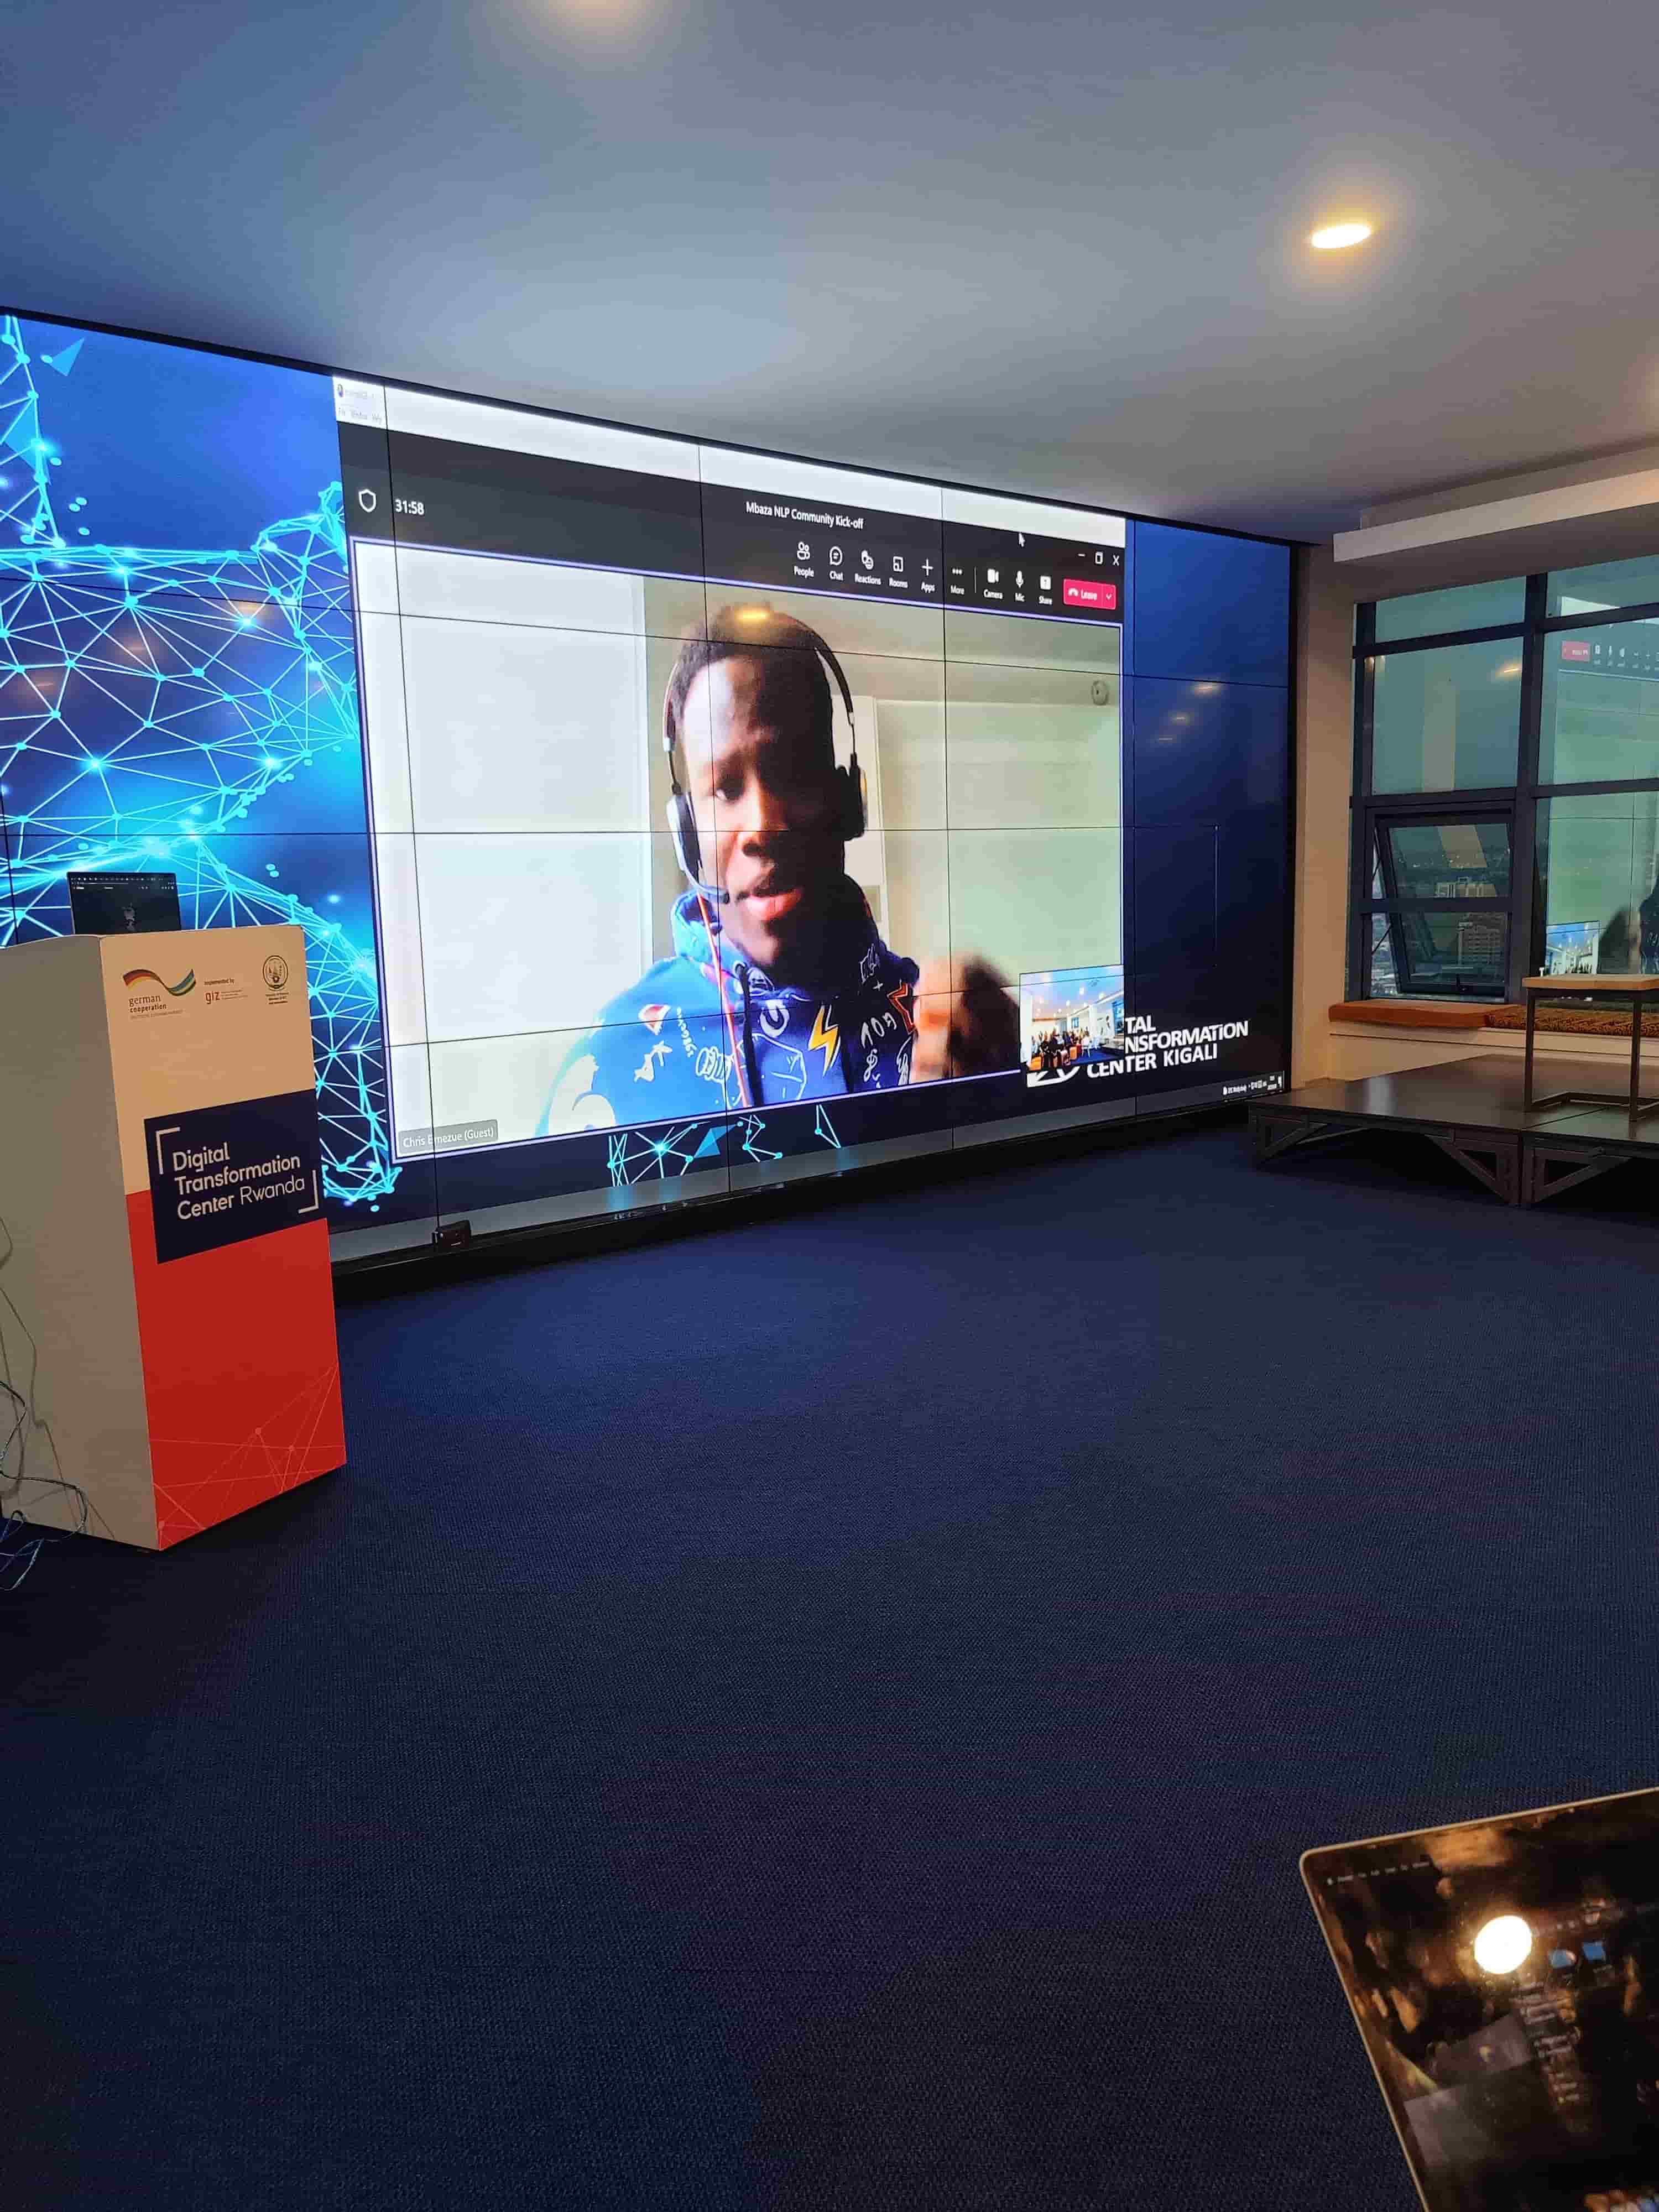 31:58
Mbaza NLP Community Kick-off
People
Chat
Reactions
Rooms
Apps
More
Camera
Mic
Share
Leave
Chris Emezue (Guest)
TAL
NSFORMATION
CENTER KIGALI
german
cooperation
Implemented by
giz
Digital
Transformation
Center Rwanda